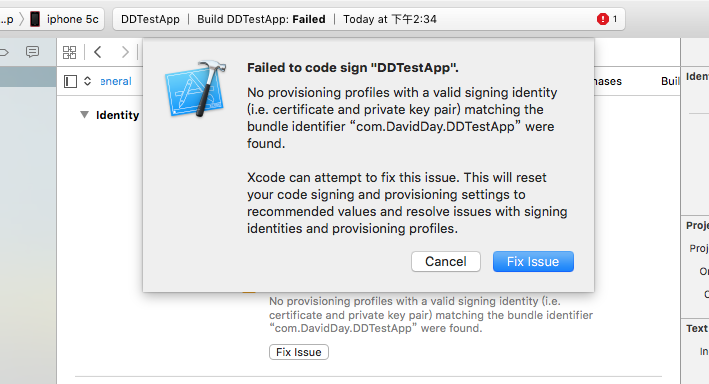 ...p
iphone 5c
DDTestApp | Build DDTestApp: Failed | Today at 下午2:34
1
eneral
hases
Buil
Identity
Identi
Failed to code sign "DDTestApp".
No provisioning profiles with a valid signing identity
(i.e. certificate and private key pair) matching the
bundle identifier “com.DavidDay.DDTestApp” were
found.
Xcode can attempt to fix this issue. This will reset
your code signing and provisioning settings to
recommended values and resolve issues with signing
identities and provisioning profiles.
Cancel
Fix Issue
No provisioning profiles with a valid signing identity (i.e.
certificate and private key pair) matching the bundle identifier
“com.DavidDay.DDTestApp” were found.
Fix Issue
Proje
Proj
Or
C
Text
In